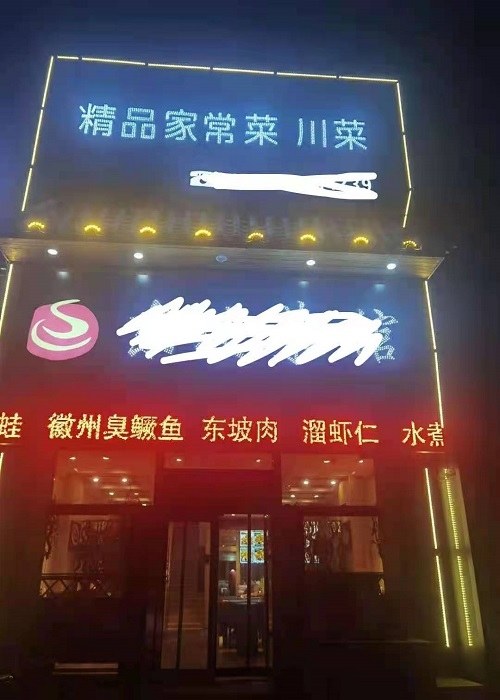 精品家常菜 川菜
蛙 徽州臭鳜鱼 东坡肉 溜虾仁 水煮